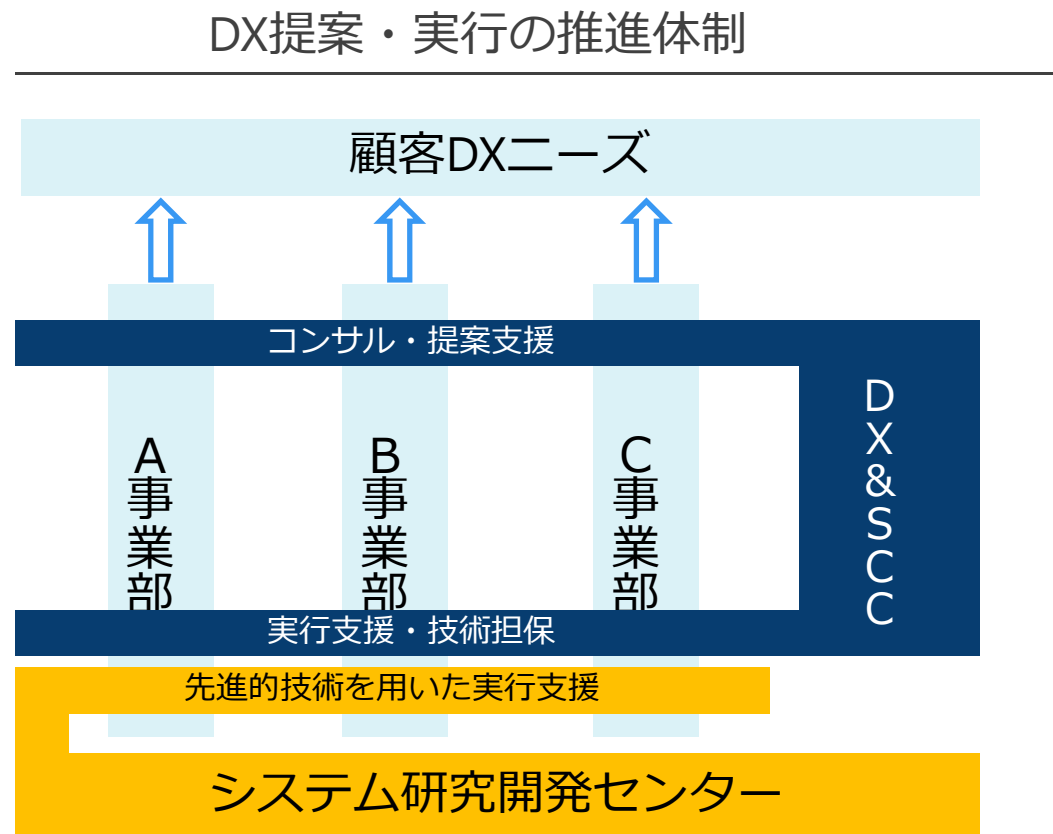 DX提案・実行の推進体制
顧客DXニーズ
コンサル・提案支援
A事業部
B事業部
C事業部
DX&SCC
実行支援・技術担保
先進的技術を用いた実行支援
システム研究開発センター